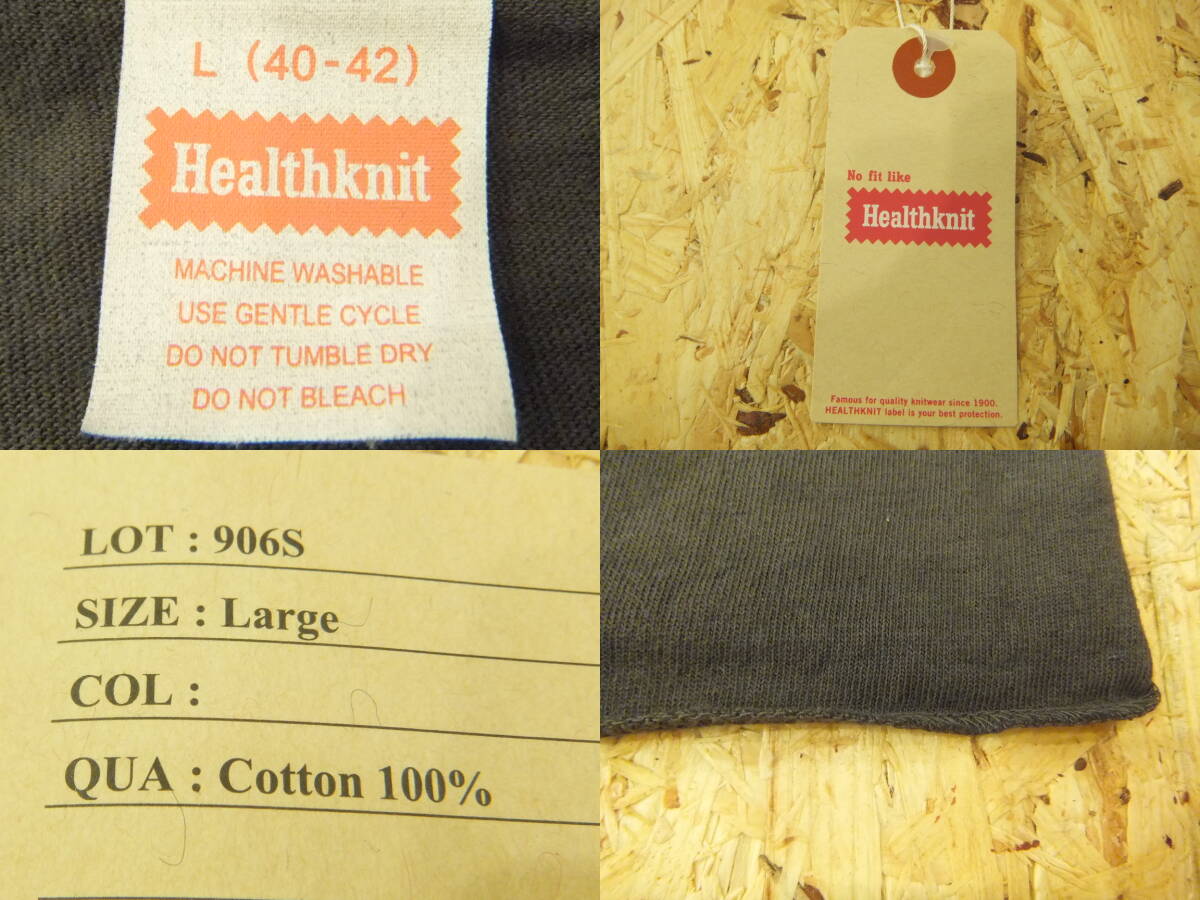 L (40-42)
Healthknit
MACHINE WASHABLE
USE GENTLE CYCLE
DO NOT TUMBLE DRY
DO NOT BLEACH
No fit like
Healthknit
Famous for quality knitwear since 1900.
HEALTHKNIT label is your best protection.
LOT : 906S
SIZE : Large
COL :
QUA : Cotton 100%